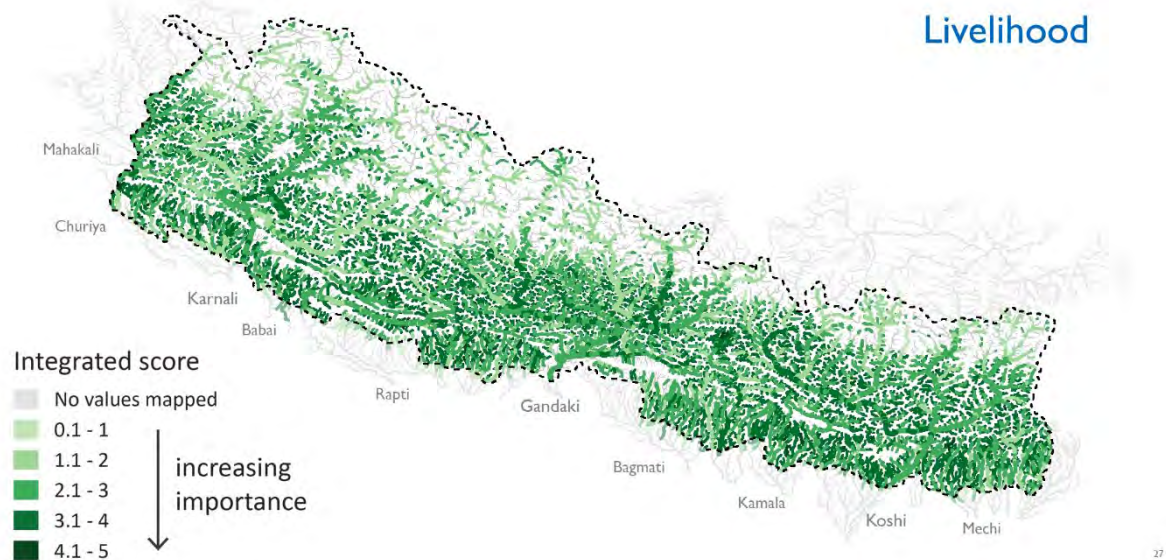 Livelihood
Mahakali
Churiya
Karnali
Babai
Rapti
Gandaki
Bagmati
Kamala
Koshi
Mechi
Integrated score
No values mapped
0.1 - 1
1.1 - 2
2.1 - 3
3.1 - 4
4.1 - 5
increasing
importance
27